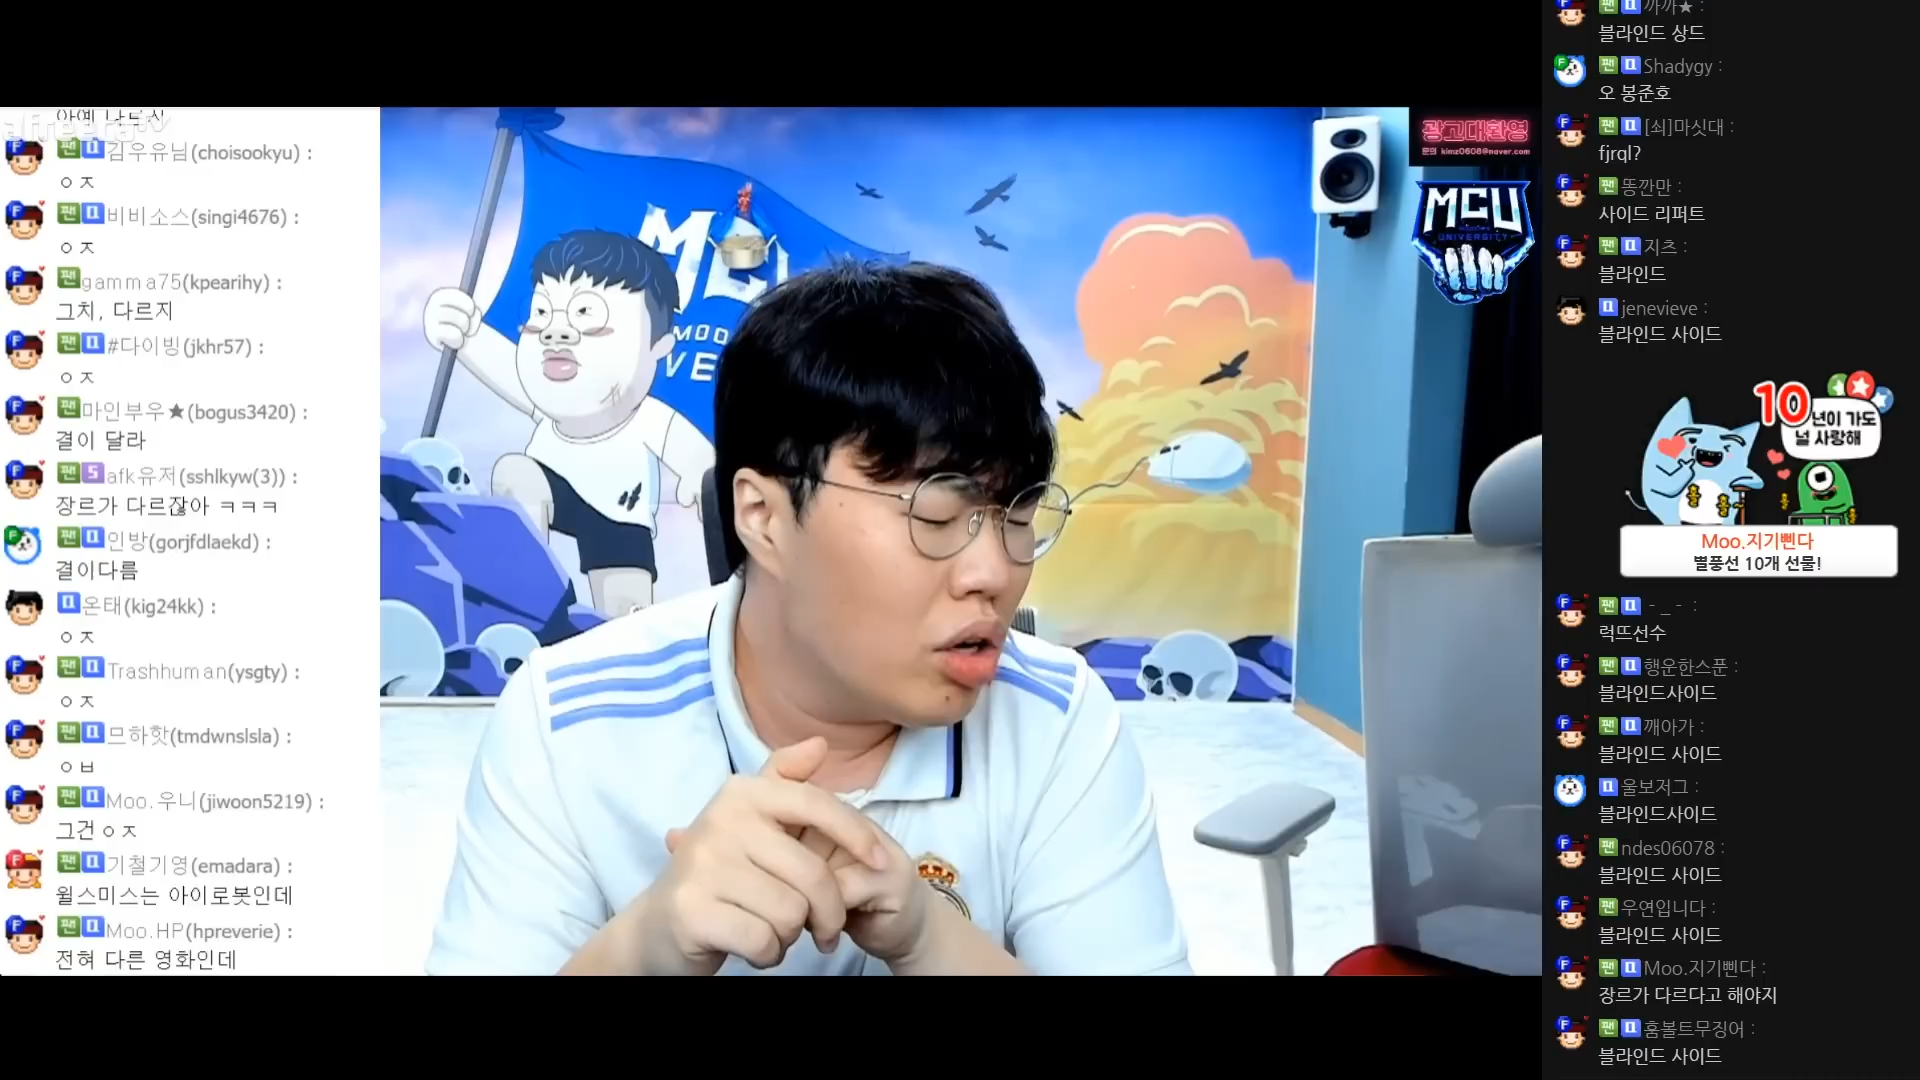 afreecaTV
김우유님(choisookyu) :
ㅇㅈ
비비소스(singi4676) :
ㅇㅈ
gamma75(kpearihy) :
그치, 다르지
#다이빙(jkhr57) :
ㅇㅈ
마인부우★(bogus3420) :
결이 달라
afk유저(sshlkyw(3)) :
장르가 다르잖아 ㅋㅋㅋ
인방(gorjfdlaekd) :
결이다름
온태(kig24kk) :
ㅇㅈ
Trashhuman(ysgty) :
ㅇㅈ
므하핫(tmdwnslsla) :
ㅇㅂ
Moo.우니(jiwoon5219) :
그건 ㅇㅈ
기철기영(emadara) :
윌스미스는 아이로봇인데
Moo.HP(hpreverie) :
전혀 다른 영화인데
광고대환영
문의 kimz0608@naver.com
MCU
UNIVERSITY
까까★ :
블라인드 상드
Shadygy :
오 봉준호
[쇠]마싯대 :
fjrql?
똥깐만 :
사이드 리퍼트
지츠 :
블라인드
jenevieve :
블라인드 사이드
10년이 가도
널 사랑해
Moo.지기삔다
별풍선 10개 선물!
-_- :
럭뜨선수
행운한스푼 :
블라인드사이드
깨아가 :
블라인드 사이드
울보저그 :
블라인드사이드
ndes06078 :
블라인드 사이드
우연입니다 :
블라인드 사이드
Moo.지기삔다 :
장르가 다르다고 해야지
훔볼트무징어 :
블라인드 사이드